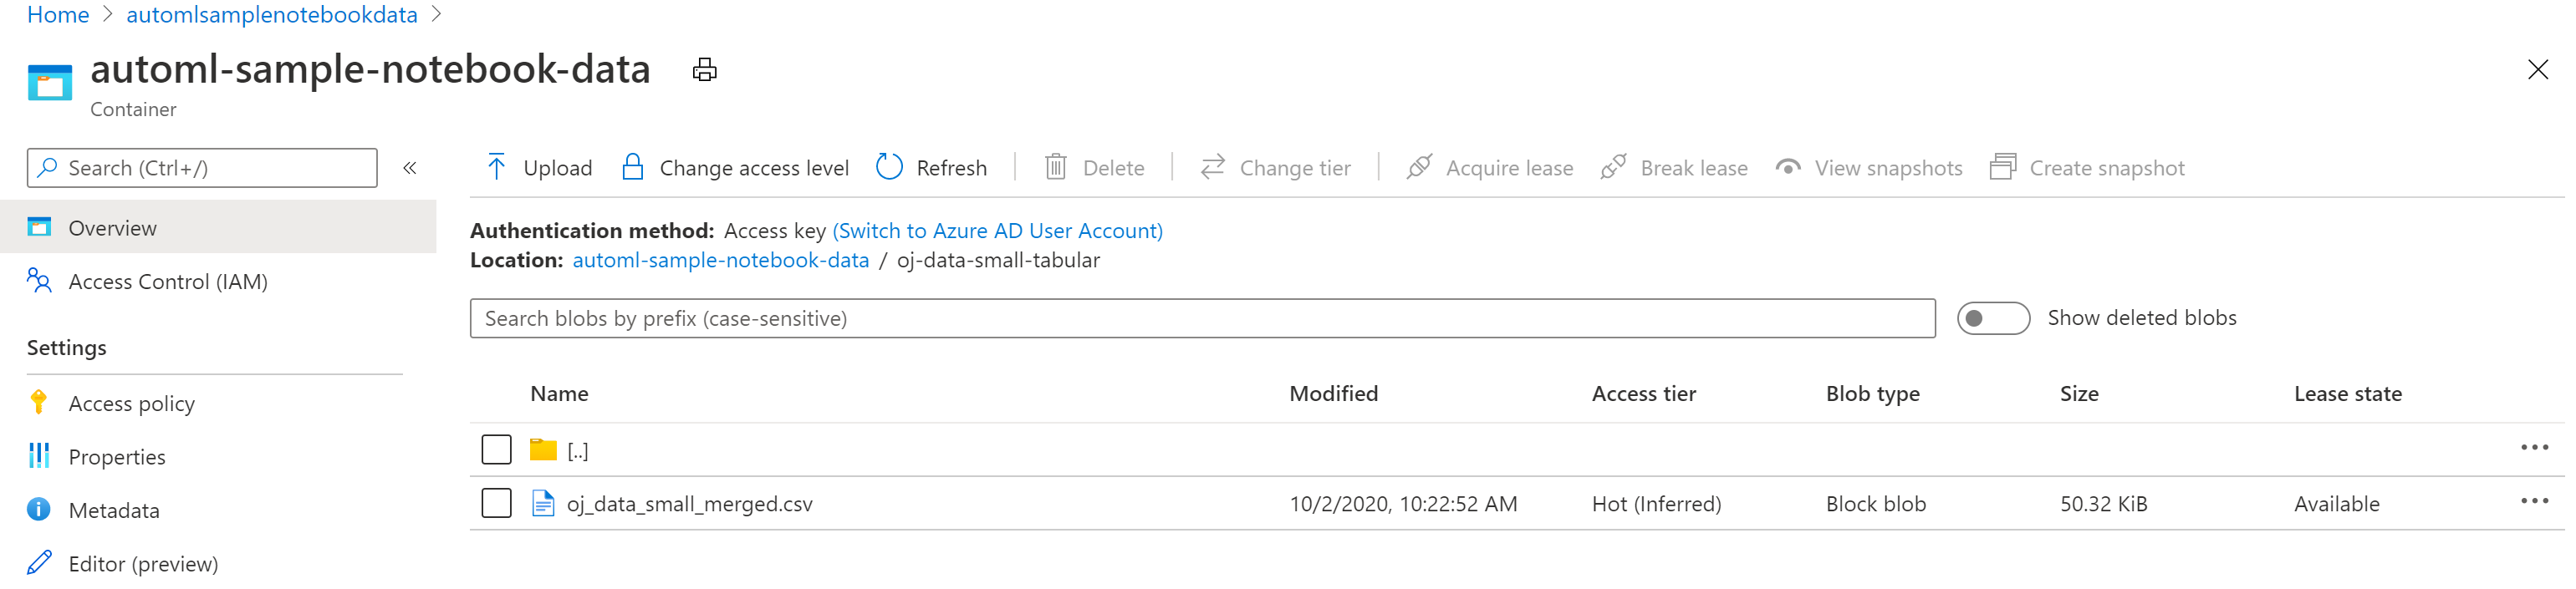 Home > automlsamplenotebookdata >
automl-sample-notebook-data
Container
Search (Ctrl+/)
«
Upload
Change access level
Refresh
Delete
Change tier
Acquire lease
Break lease
View snapshots
Create snapshot
Overview
Access Control (IAM)
Settings
Access policy
Properties
Metadata
Editor (preview)
Authentication method: Access key (Switch to Azure AD User Account)
Location: automl-sample-notebook-data / oj-data-small-tabular
Search blobs by prefix (case-sensitive)
Show deleted blobs
Name Modified Access tier Blob type Size Lease state
[..]
oj_data_small_merged.csv 10/2/2020, 10:22:52 AM Hot (Inferred) Block blob 50.32 KiB Available